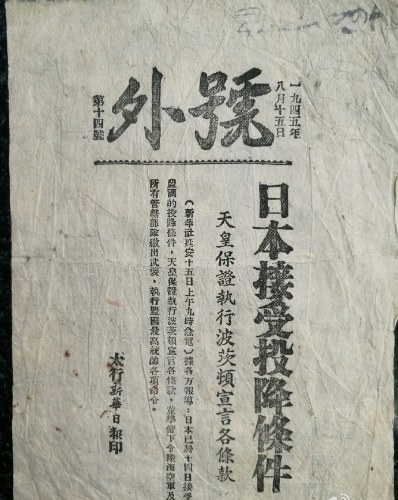 號外
一九四五年
八月十五日
第十四號
日本接受投降條件
天皇保證執行波茨頓宣言各條款
(新華社延安十五日上午九時急電)據各方報導:日本已於十四日接受
盟國的投降條件,天皇保證執行波茨頓宣言各條款,並準備下令陸海空軍及
所有管轄部隊繳出武裝,執行盟國最高統帥各項命令。
太行新華日報印